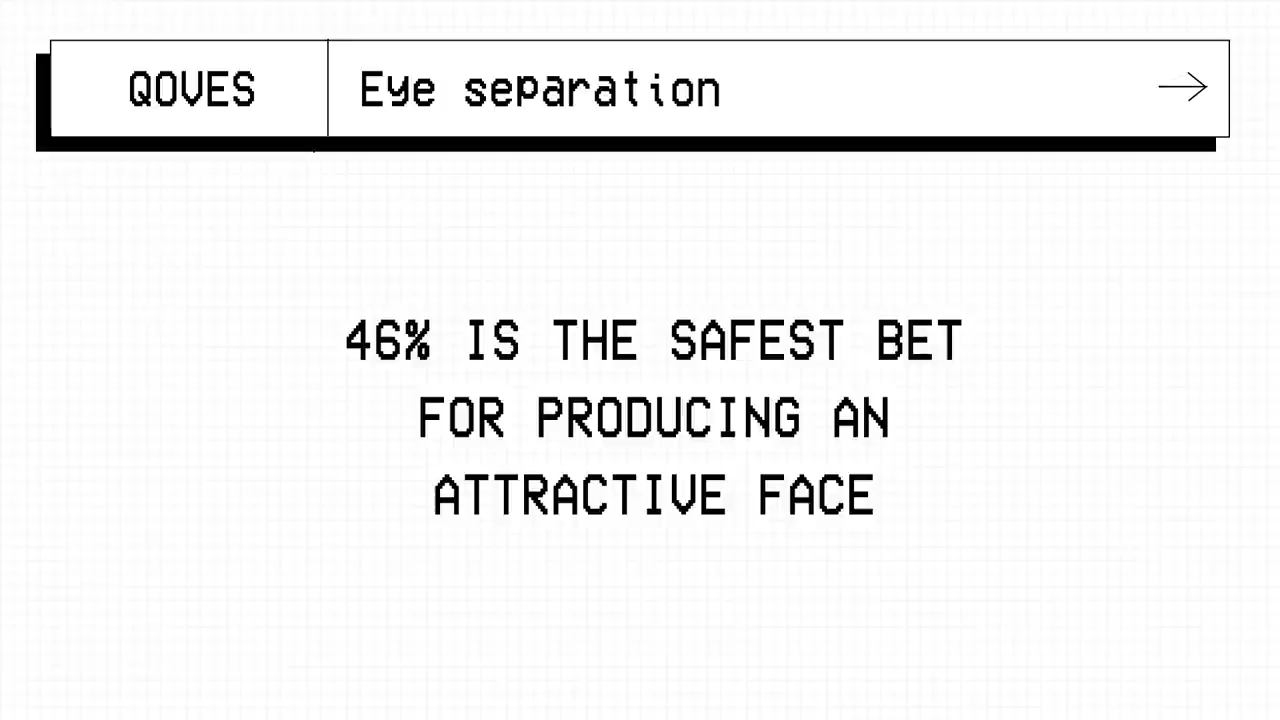 QOVES
Eye separation
46% IS THE SAFEST BET
FOR PRODUCING AN
ATTRACTIVE FACE